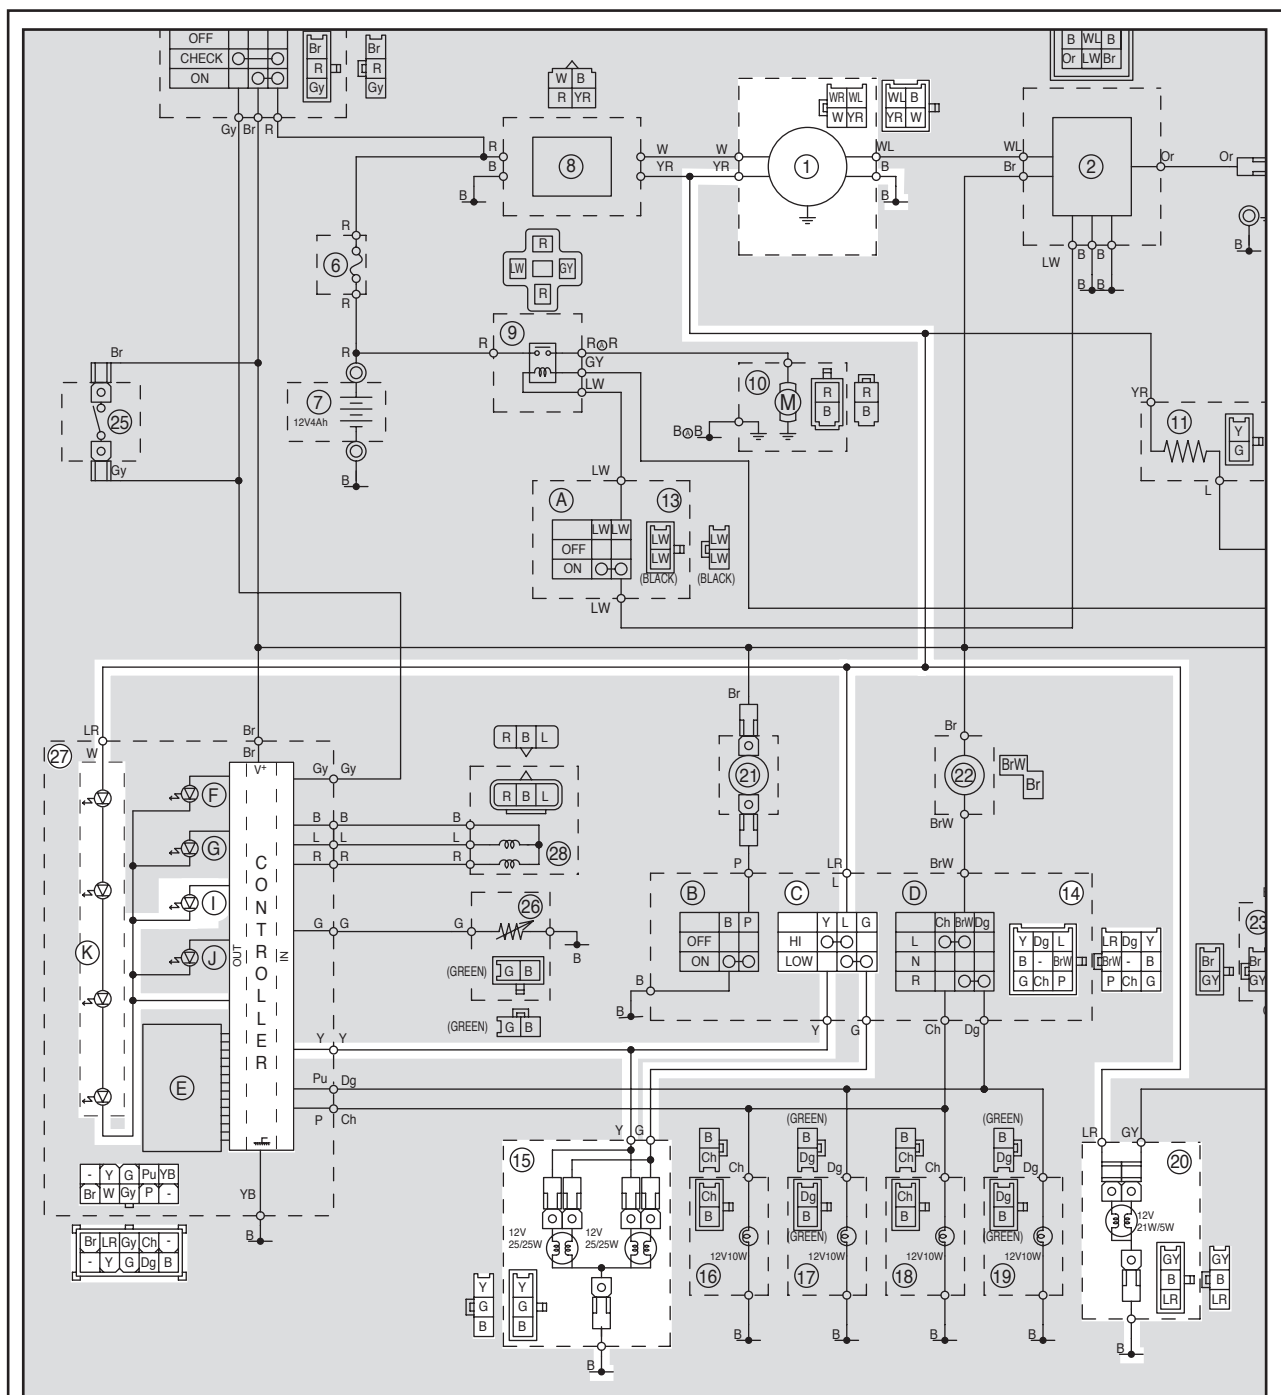 OFF
CHECK
ON
Br
R
Gy
Br
R
Gy
B WL B
Or LW Br
Gy Br R
W B
R YR
WR WL
W YR
WL B
YR W
R
B
B
8
W
YR
W
YR
1
WL
B
B
WL
Br
2
Or
Or
B
LW
B B
B B
R
6
R
R
LW
GY
R
Br
25
Gy
R
7
12V4Ah
B
R
9
RⒶR
GY
LW
10
M
R
B
R
B
BⒶB
YR
11
Y
G
L
LW
A
13
LW LW
OFF
ON
LW
LW
(BLACK)
LW
LW
(BLACK)
LW
LR
27
W
Br
Br
V+
F
G
I
J
K
E
CONTROLLER
OUT
IN
Gy Gy
B B
L L
R R
G G
Y Y
Pu Dg
P Ch
R B L
R B L
B
L
R
28
G
26
B
(GREEN)
G B
(GREEN)
G B
Br
21
P
Br
22
BrW
Br
BrW
BrW
LR
L
B
C
D
14
B P
OFF
ON
Y L G
HI
LOW
Ch BrW Dg
L
N
R
Y Dg L
B - BrW
G Ch P
LR Dg Y
BrW - B
P Ch G
Br
GY
23
Br
GY
B
B
Y
G
Ch
Dg
- Y G Pu YB
Br W Gy P -
YB
B
Br LR Gy Ch -
- Y G Dg B
Y G
15
12V
25/25W
12V
25/25W
Y
G
B
Y
G
B
B
B
Ch
Ch
Ch
B
12V10W
16
B
(GREEN)
B
Dg
Dg
Dg
B
(GREEN)
12V10W
17
B
B
Ch
Ch
Ch
B
12V10W
18
B
(GREEN)
B
Dg
Dg
Dg
B
(GREEN)
12V10W
19
B
LR GY
20
12V
21W/5W
GY
B
LR
GY
B
LR
B